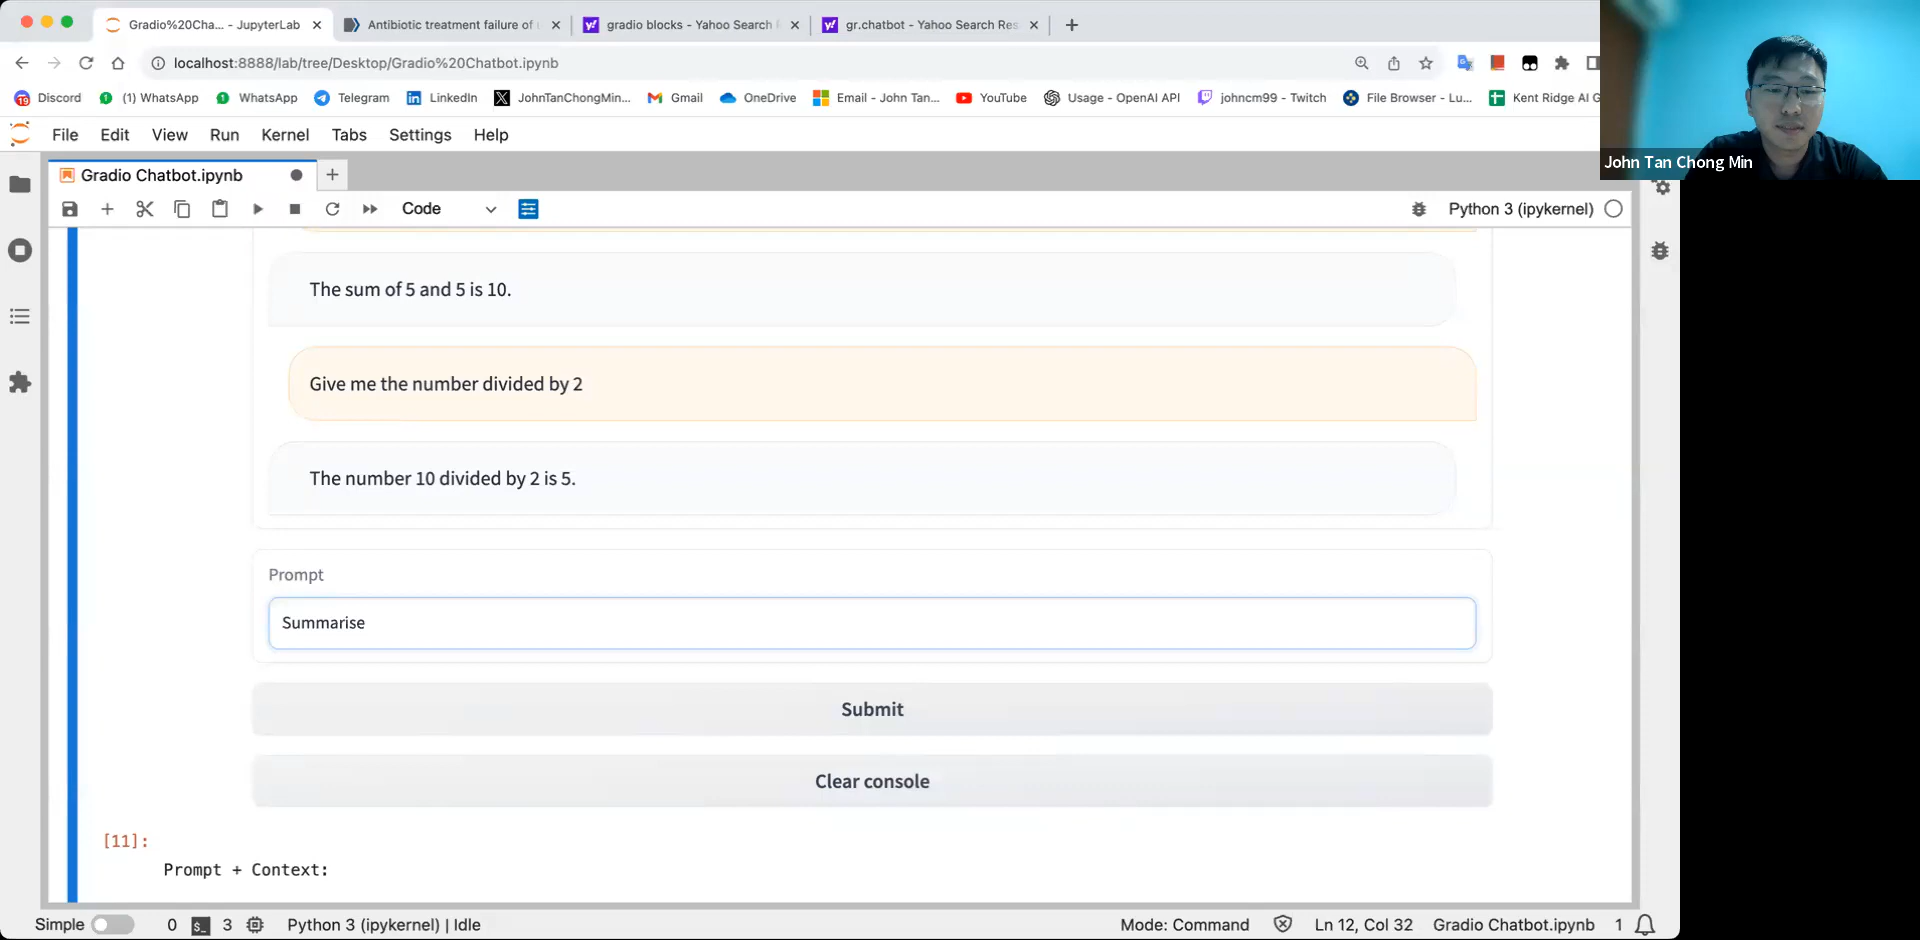 Gradio%20Cha... - JupyterLab
Antibiotic treatment failure of
gradio blocks - Yahoo Search
gr.chatbot - Yahoo Search Res
localhost:8888/lab/tree/Desktop/Gradio%20Chatbot.ipynb
19 Discord
1 (1) WhatsApp
1 WhatsApp
Telegram
LinkedIn
JohnTanChongMin...
Gmail
OneDrive
Email - John Tan...
YouTube
Usage - OpenAI API
johncm99 - Twitch
File Browser - Lu...
Kent Ridge AI G
John Tan Chong Min
File Edit View Run Kernel Tabs Settings Help
Gradio Chatbot.ipynb
Code
Python 3 (ipykernel)
The sum of 5 and 5 is 10.
Give me the number divided by 2
The number 10 divided by 2 is 5.
Prompt
Summarise
Submit
Clear console
[11]:
Prompt + Context:
Simple 0 $_ 3 Python 3 (ipykernel) | Idle Mode: Command Ln 12, Col 32 Gradio Chatbot.ipynb 1